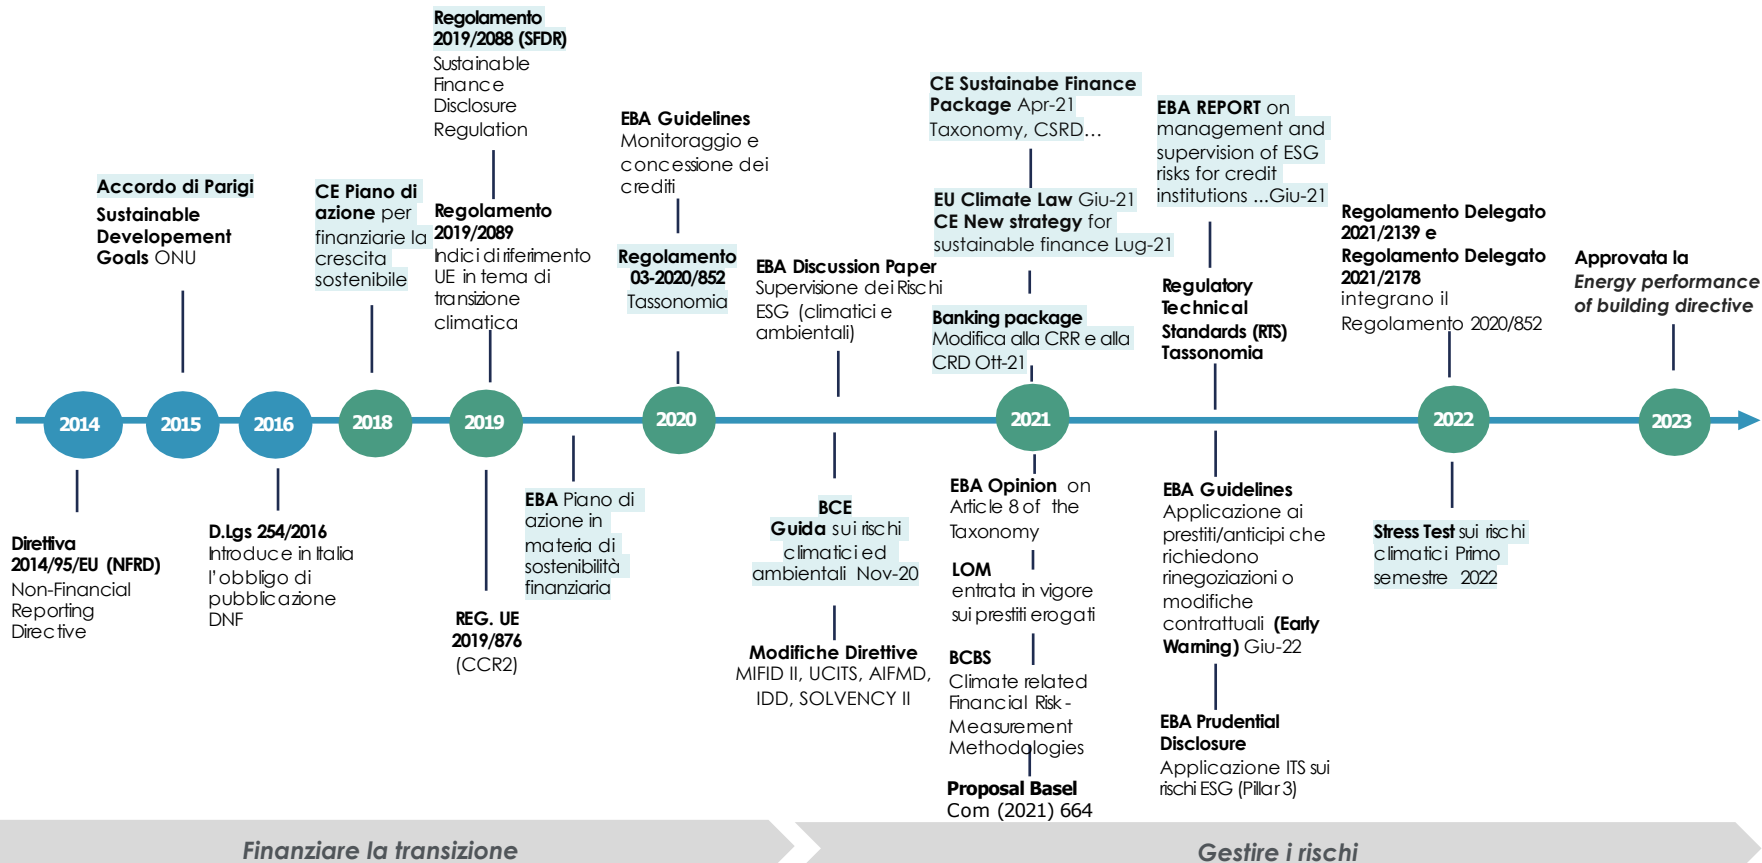 Regolamento
2019/2088 (SFDR)
Sustainable
Finance
Disclosure
Regulation
Accordo di Parigi
Sustainable
Developement
Goals ONU
CE Piano di
azione per
finanziarie la
crescita
sostenibile
Regolamento
2019/2089
Indici di riferimento
UE in tema di
transizione
climatica
EBA Guidelines
Monitoraggio e
concessione dei
crediti
Regolamento
03-2020/852
Tassonomia
EBA Discussion Paper
Supervisione dei Rischi
ESG (climatici e
ambientali)
CE Sustainabe Finance
Package Apr-21
Taxonomy, CSRD...
EU Climate Law Giu-21
CE New strategy for
sustainable finance Lug-21
Banking package
Modifica alla CRR e alla
CRD Ott-21
EBA REPORT on
management and
supervision of ESG
risks for credit
institutions ...Giu-21
Regulatory
Technical
Standards (RTS)
Tassonomia
Regolamento Delegato
2021/2139 e
Regolamento Delegato
2021/2178
integrano il
Regolamento 2020/852
Approvata la
Energy performance
of building directive
2014
2015
2016
2018
2019
2020
2021
2022
2023
Direttiva
2014/95/EU (NFRD)
Non-Financial
Reporting
Directive
D.Lgs 254/2016
Introduce in Italia
l'obbligo di
pubblicazione
DNF
REG. UE
2019/876
(CCR2)
EBA Piano di
azione in
materia di
sostenibilità
finanziaria
BCE
Guida sui rischi
climatici ed
ambientali Nov-20
Modifiche Direttive
MIFID II, UCITS, AIFMD,
IDD, SOLVENCY II
EBA Opinion on
Article 8 of the
Taxonomy
LOM
entrata in vigore
sui prestiti erogati
BCBS
Climate related
Financial Risk-
Measurement
Methodologies
Proposal Basel
Com (2021) 664
EBA Guidelines
Applicazione ai
prestiti/anticipi che
richiedono
rinegoziazioni o
modifiche
contrattuali (Early
Warning) Giu-22
EBA Prudential
Disclosure
Applicazione ITS sui
rischi ESG (Pillar 3)
Stress Test sui rischi
climatici Primo
semestre 2022
Finanziare la transizione
Gestire i rischi